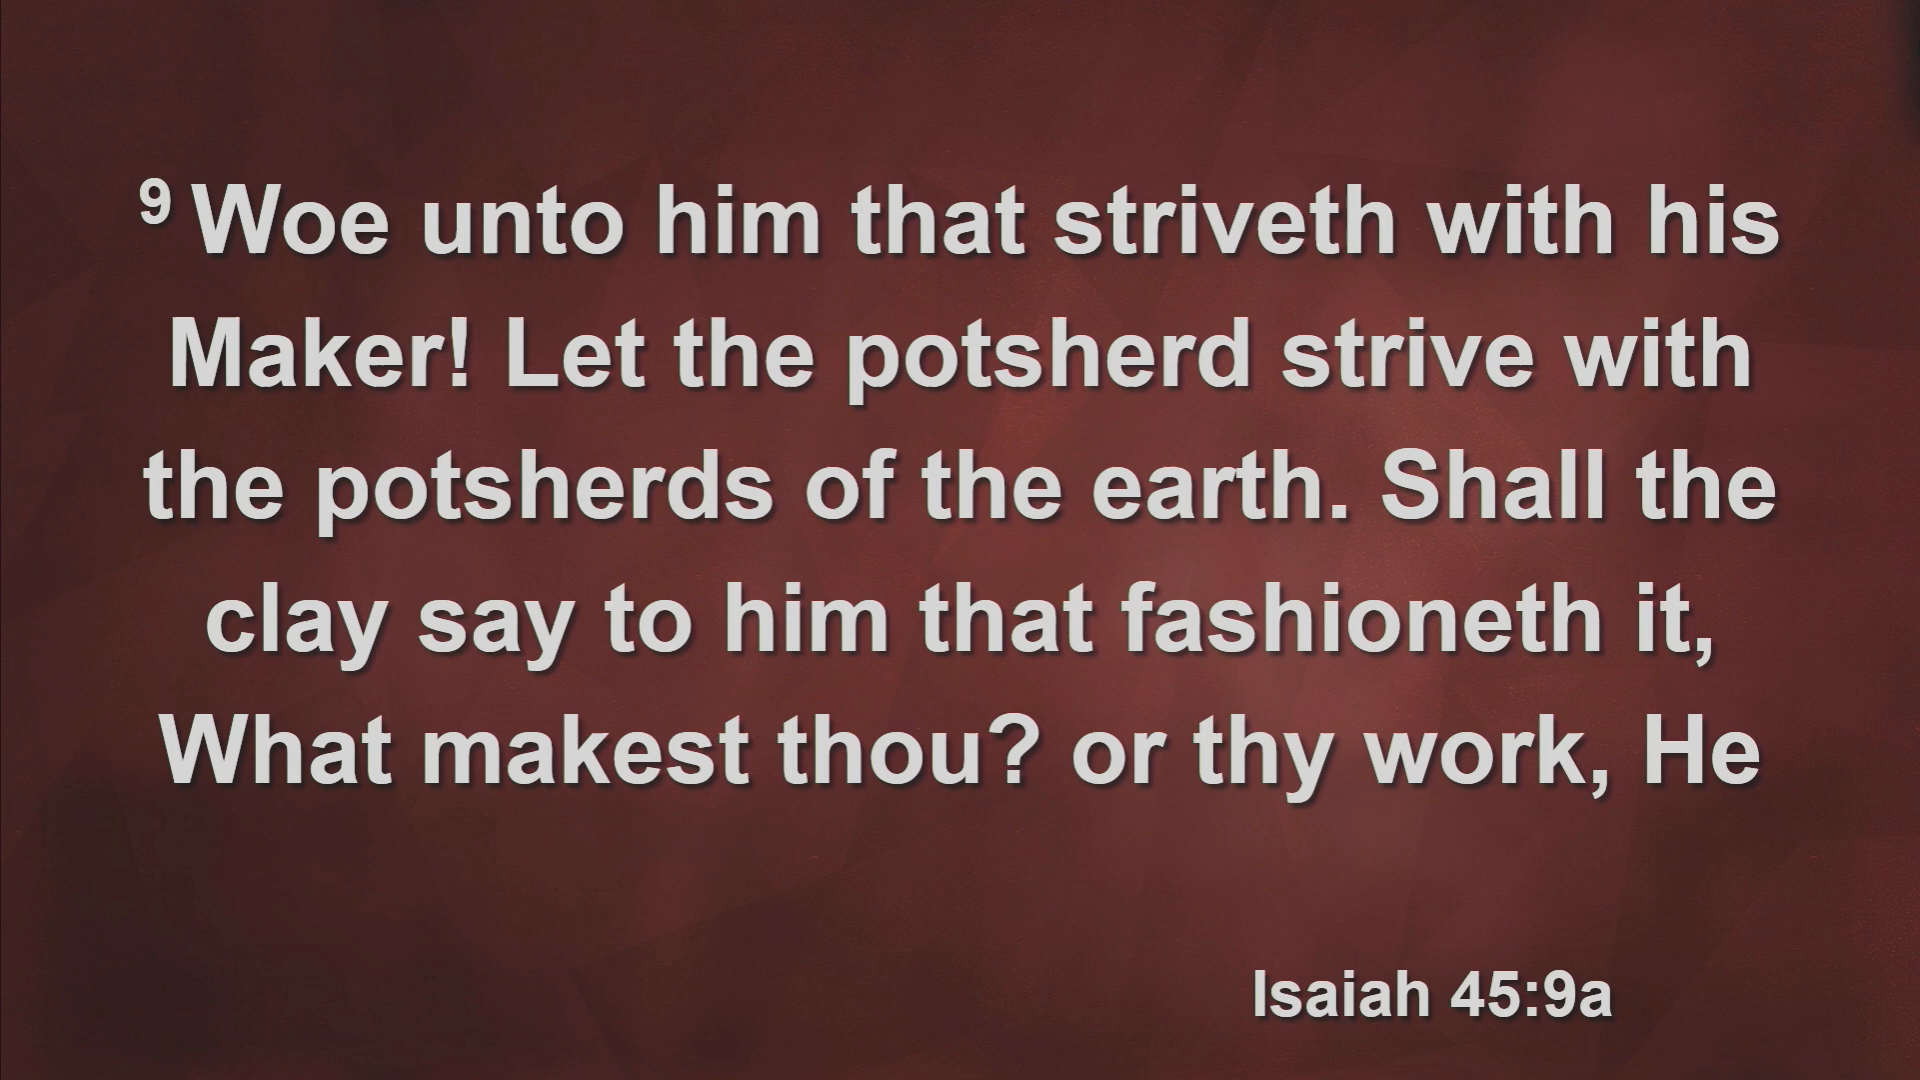 9 Woe unto him that striveth with his
Maker! Let the potsherd strive with
the potsherds of the earth. Shall the
clay say to him that fashioneth it,
What makest thou? or thy work, He
Isaiah 45:9a